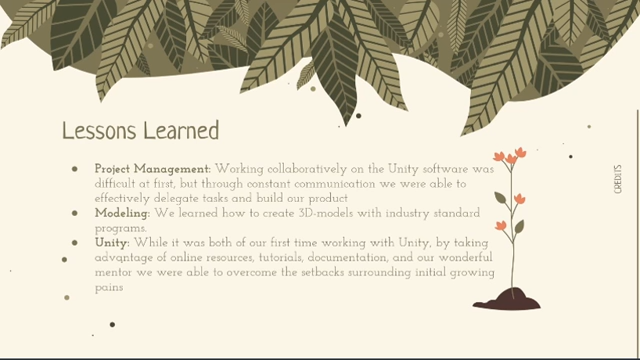 Lessons Learned
● Project Management: Working collaboratively on the Unity software was
difficult at first, but through constant communication we were able to
effectively delegate tasks and build our product
● Modeling: We learned how to create 3D-models with industry standard
programs.
● Unity: While it was both of our first time working with Unity, by taking
advantage of online resources, tutorials, documentation, and our wonderful
mentor we were able to overcome the setbacks surrounding initial growing
pains
CREDITS